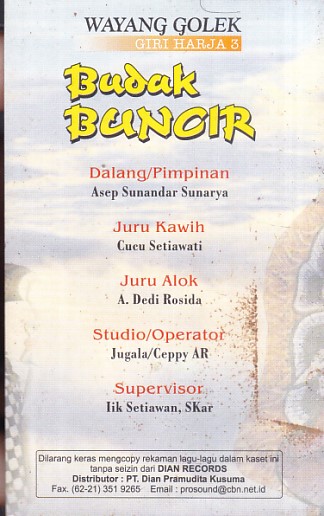 WAYANG GOLEK
GIRI HARJA 3
Budak
BUNCIR
Dalang/Pimpinan
Asep Sunandar Sunarya
Juru Kawih
Cucu Setiawati
Juru Alok
A. Dedi Rosida
Studio/Operator
Jugala/Ceppy AR
Supervisor
Iik Setiawan, SKar
Dilarang keras mengcopy rekaman lagu-lagu dalam kaset ini
tanpa seizin dari DIAN RECORDS
Distributor : PT. Dian Pramudita Kusuma
Fax. (62-21) 351 9265 Email : prosound@cbn.net.id